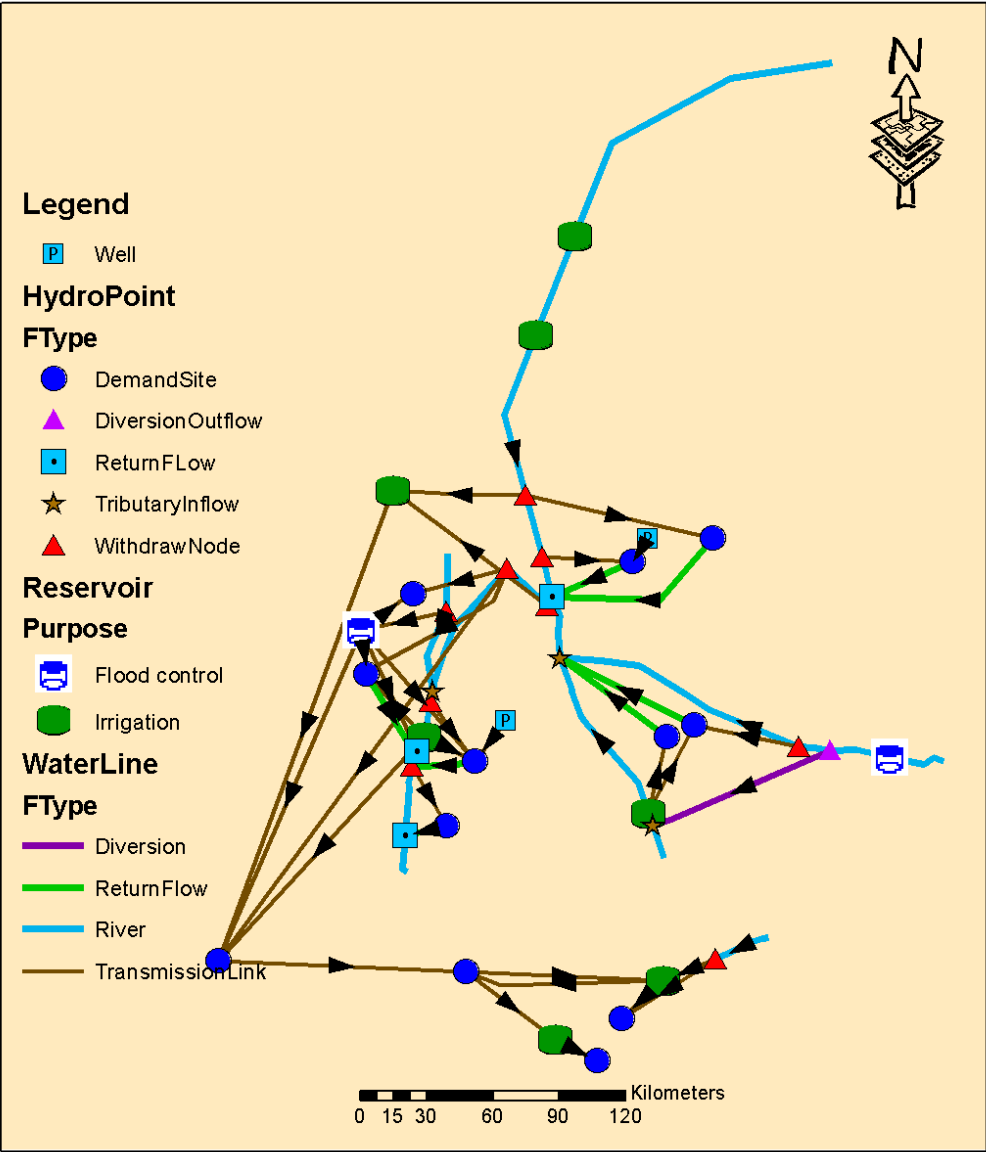 N
Legend
P Well
HydroPoint
FType
DemandSite
DiversionOutflow
ReturnFLow
TributaryInflow
WithdrawNode
Reservoir
Purpose
Flood control
Irrigation
WaterLine
FType
Diversion
ReturnFlow
River
TransmissionLink
P
P
Kilometers
0 15 30 60 90 120